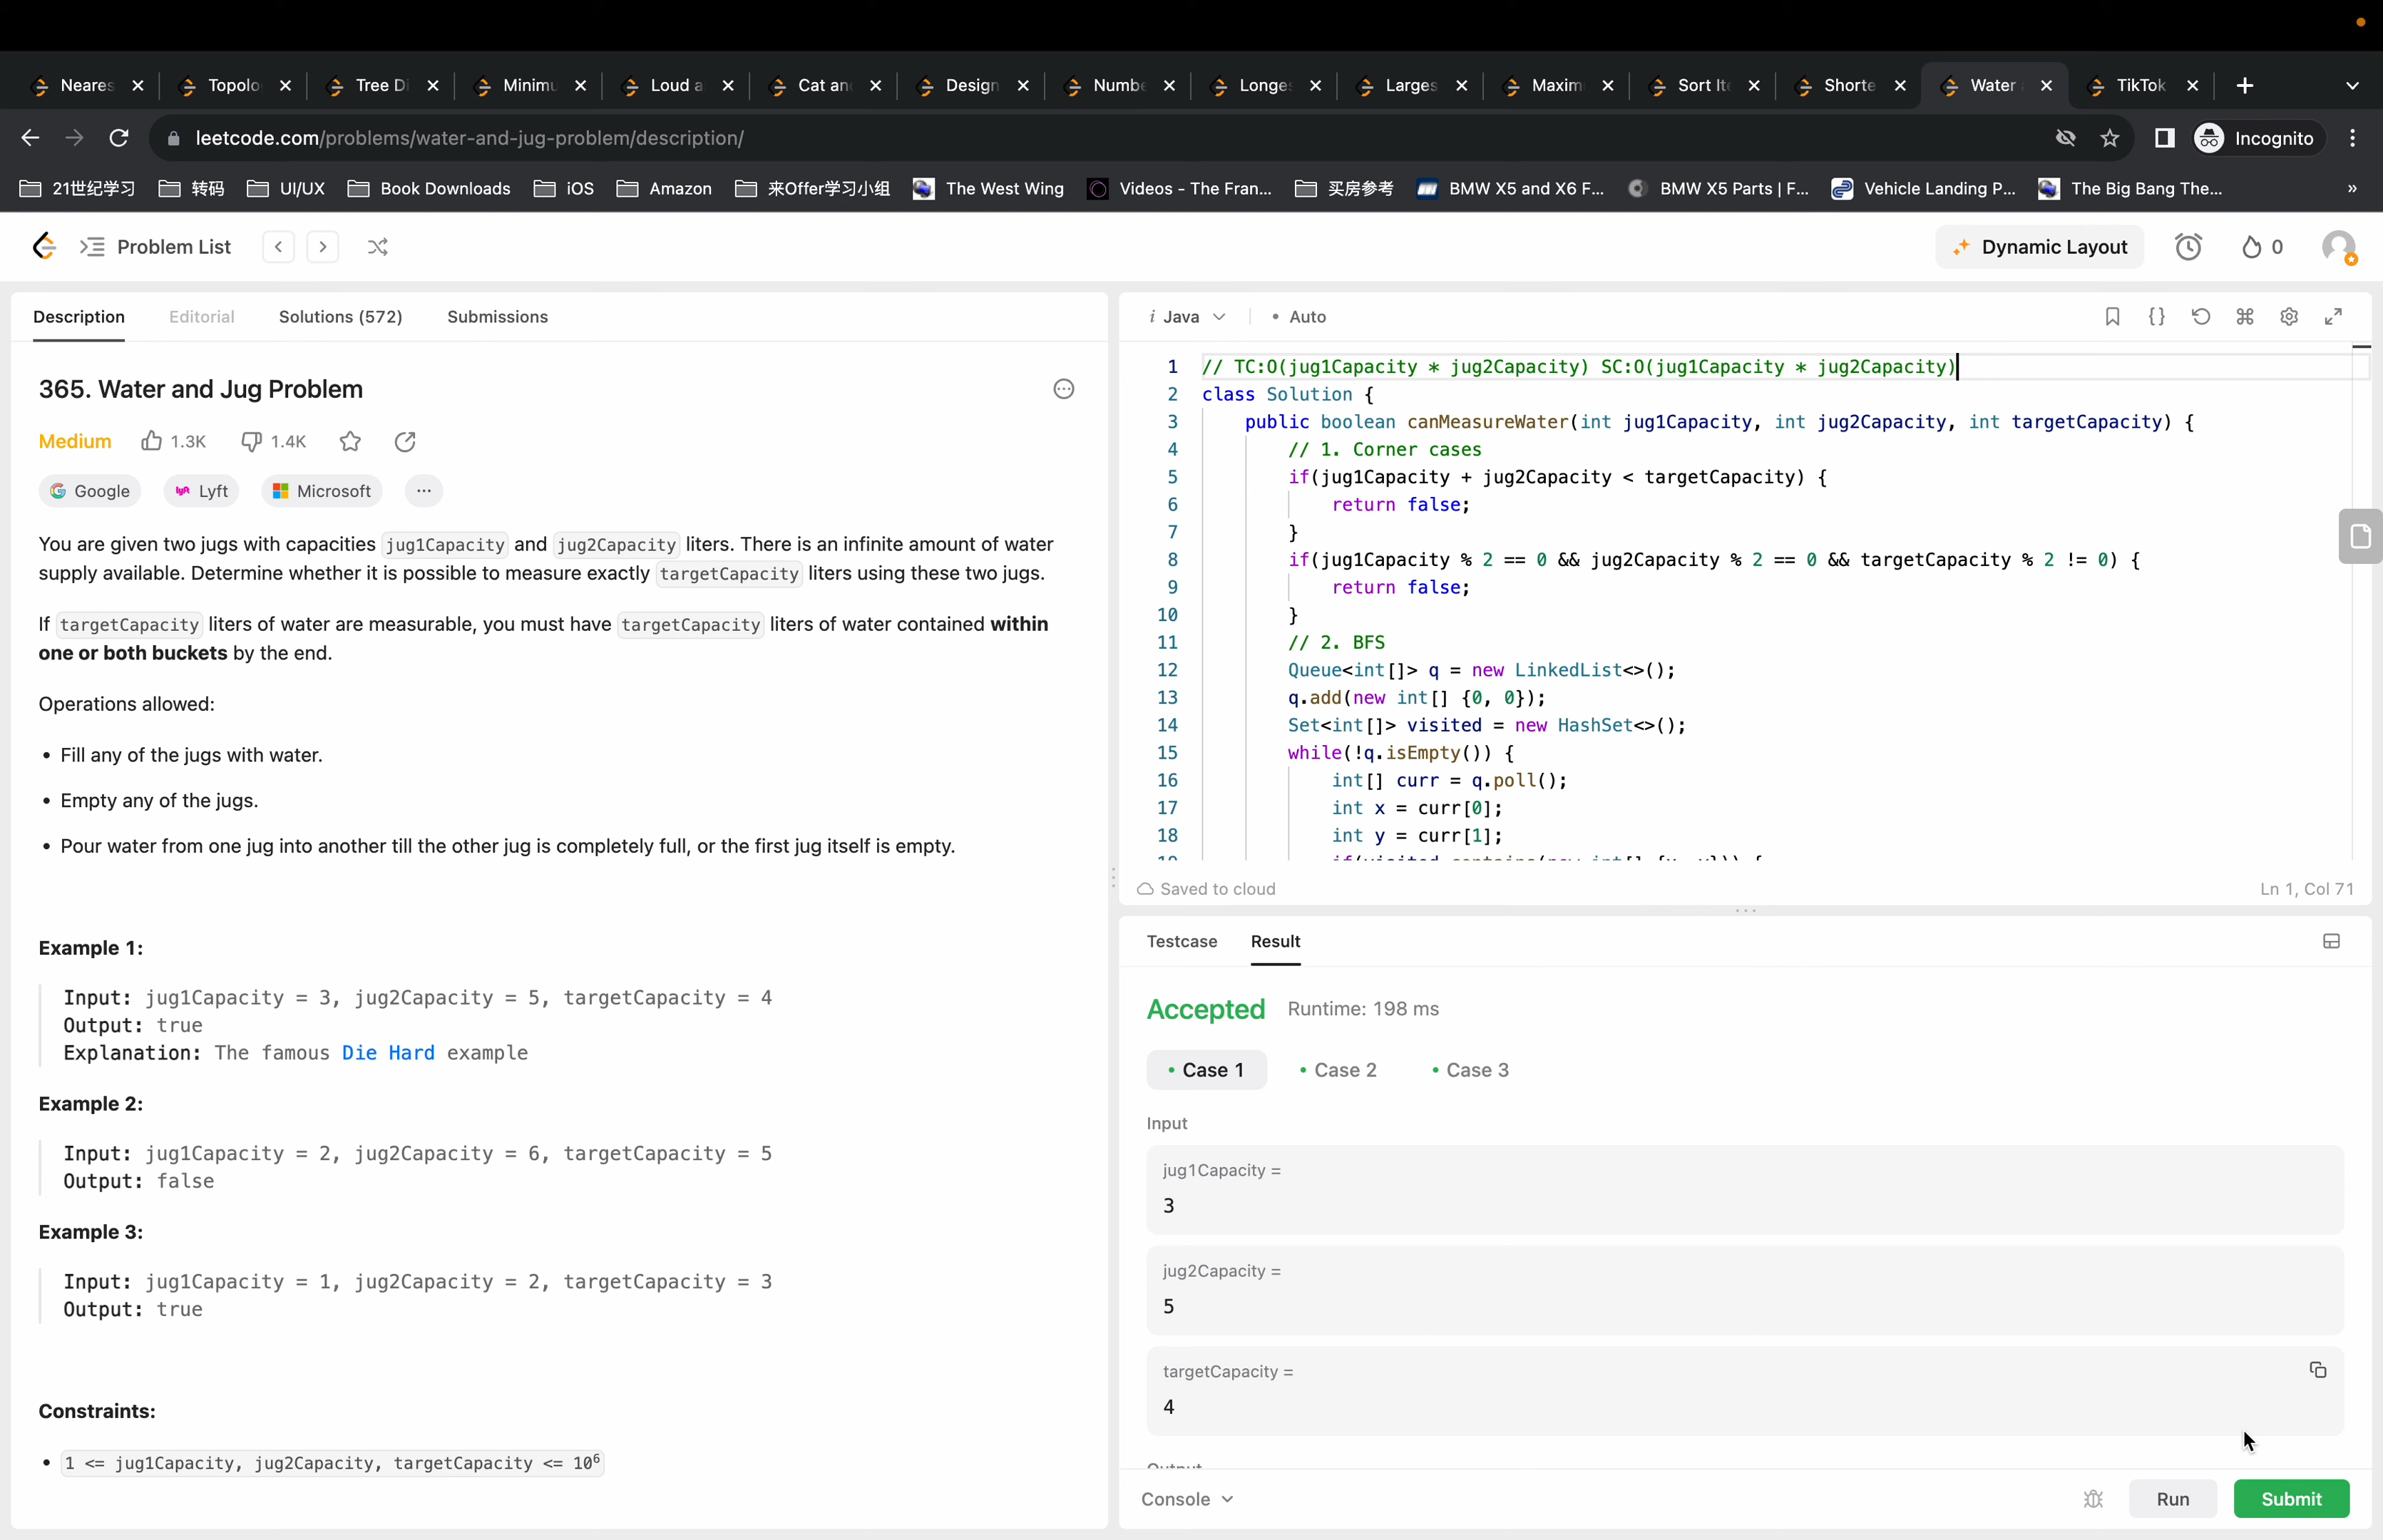 Neares
Topolo
Tree Di
Minimu
Loud a
Cat an
Design
Numbe
Longes
Larges
Maxim
Sort Ite
Shorte
Water
TikTok
leetcode.com/problems/water-and-jug-problem/description/
Incognito
21世纪学习
转码
UI/UX
Book Downloads
iOS
Amazon
来Offer学习小组
The West Wing
Videos - The Fran...
买房参考
BMW X5 and X6 F...
BMW X5 Parts | F...
Vehicle Landing P...
The Big Bang The...
»
Problem List
Dynamic Layout
0
Description
Editorial
Solutions (572)
Submissions
365. Water and Jug Problem
Medium 1.3K 1.4K
Google Lyft Microsoft ...
You are given two jugs with capacities jug1Capacity and jug2Capacity liters. There is an infinite amount of water
supply available. Determine whether it is possible to measure exactly targetCapacity liters using these two jugs.
If targetCapacity liters of water are measurable, you must have targetCapacity liters of water contained within
one or both buckets by the end.
Operations allowed:
• Fill any of the jugs with water.
• Empty any of the jugs.
• Pour water from one jug into another till the other jug is completely full, or the first jug itself is empty.
Example 1:
Input: jug1Capacity = 3, jug2Capacity = 5, targetCapacity = 4
Output: true
Explanation: The famous Die Hard example
Example 2:
Input: jug1Capacity = 2, jug2Capacity = 6, targetCapacity = 5
Output: false
Example 3:
Input: jug1Capacity = 1, jug2Capacity = 2, targetCapacity = 3
Output: true
Constraints:
• 1 <= jug1Capacity, jug2Capacity, targetCapacity <= 10⁶
i Java • Auto
1 // TC:O(jug1Capacity * jug2Capacity) SC:O(jug1Capacity * jug2Capacity)
2 class Solution {
3 public boolean canMeasureWater(int jug1Capacity, int jug2Capacity, int targetCapacity) {
4 // 1. Corner cases
5 if(jug1Capacity + jug2Capacity < targetCapacity) {
6 return false;
7 }
8 if(jug1Capacity % 2 == 0 && jug2Capacity % 2 == 0 && targetCapacity % 2 != 0) {
9 return false;
10 }
11 // 2. BFS
12 Queue<int[]> q = new LinkedList<>();
13 q.add(new int[] {0, 0});
14 Set<int[]> visited = new HashSet<>();
15 while(!q.isEmpty()) {
16 int[] curr = q.poll();
17 int x = curr[0];
18 int y = curr[1];
19 if(visited.contains(new int[] {x, y})) {
Saved to cloud
Ln 1, Col 71
Testcase
Result
Accepted Runtime: 198 ms
• Case 1 • Case 2 • Case 3
Input
jug1Capacity =
3
jug2Capacity =
5
targetCapacity =
4
Output
Console
Run
Submit